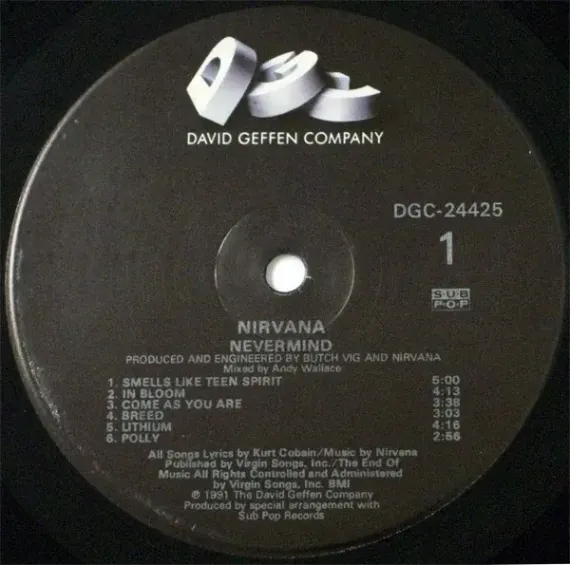 DGC
DAVID GEFFEN COMPANY
DGC-24425
1
SUB
POP
NIRVANA
NEVERMIND
PRODUCED AND ENGINEERED BY BUTCH VIG AND NIRVANA
Mixed by Andy Wallace
1. SMELLS LIKE TEEN SPIRIT 5:00
2. IN BLOOM 4:13
3. COME AS YOU ARE 3:38
4. BREED 3:03
5. LITHIUM 4:16
6. POLLY 2:56
All Songs Lyrics by Kurt Cobain/Music by Nirvana
Published by Virgin Songs, Inc./The End Of
Music All Rights Controlled and Administered
by Virgin Songs, Inc. BMI
℗ 1991 The David Geffen Company
Produced by special arrangement with
Sub Pop Records